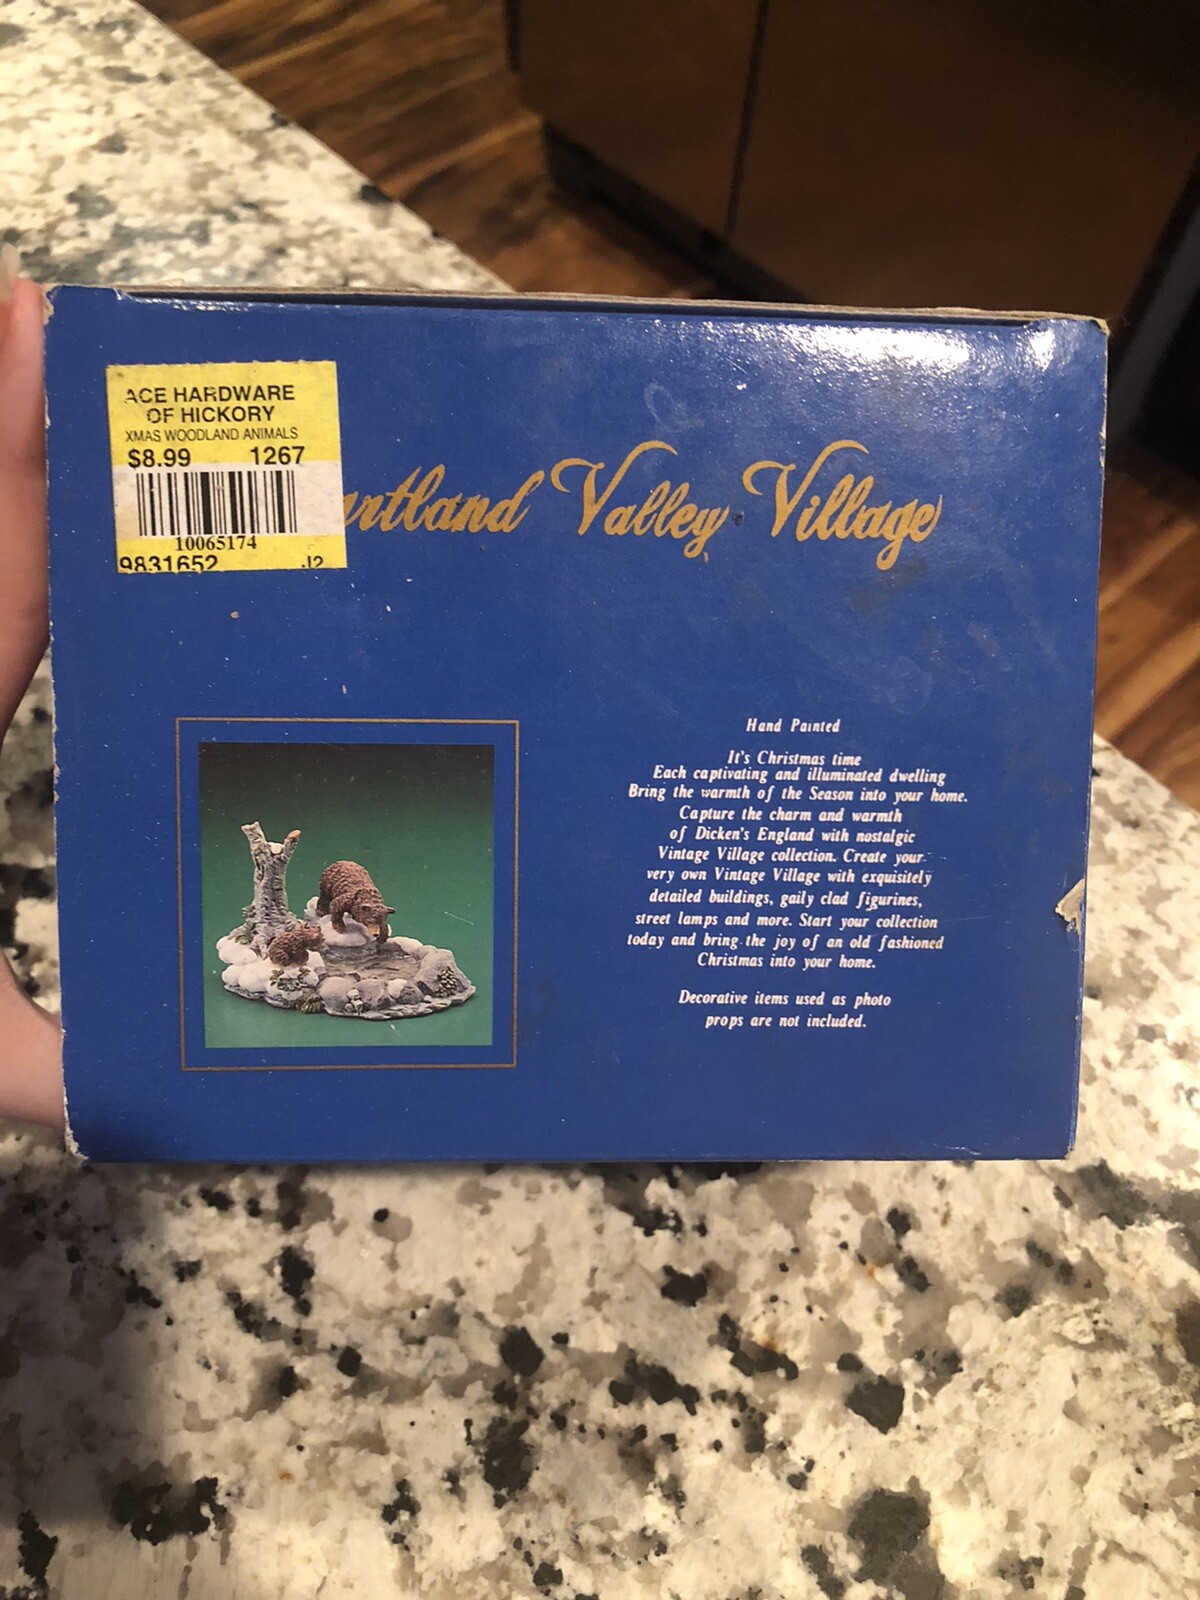 ACE HARDWARE
OF HICKORY
XMAS WOODLAND ANIMALS
$8.99 1267
10065174
9831652 .12
artland Valley Village
Hand Painted
It's Christmas time
Each captivating and illuminated dwelling
Bring the warmth of the Season into your home.
Capture the charm and warmth
of Dicken's England with nostalgic
Vintage Village collection. Create your
very own Vintage Village with exquisitely
detailed buildings, gaily clad figurines,
street lamps and more. Start your collection
today and bring the joy of an old fashioned
Christmas into your home.
Decorative items used as photo
props are not included.